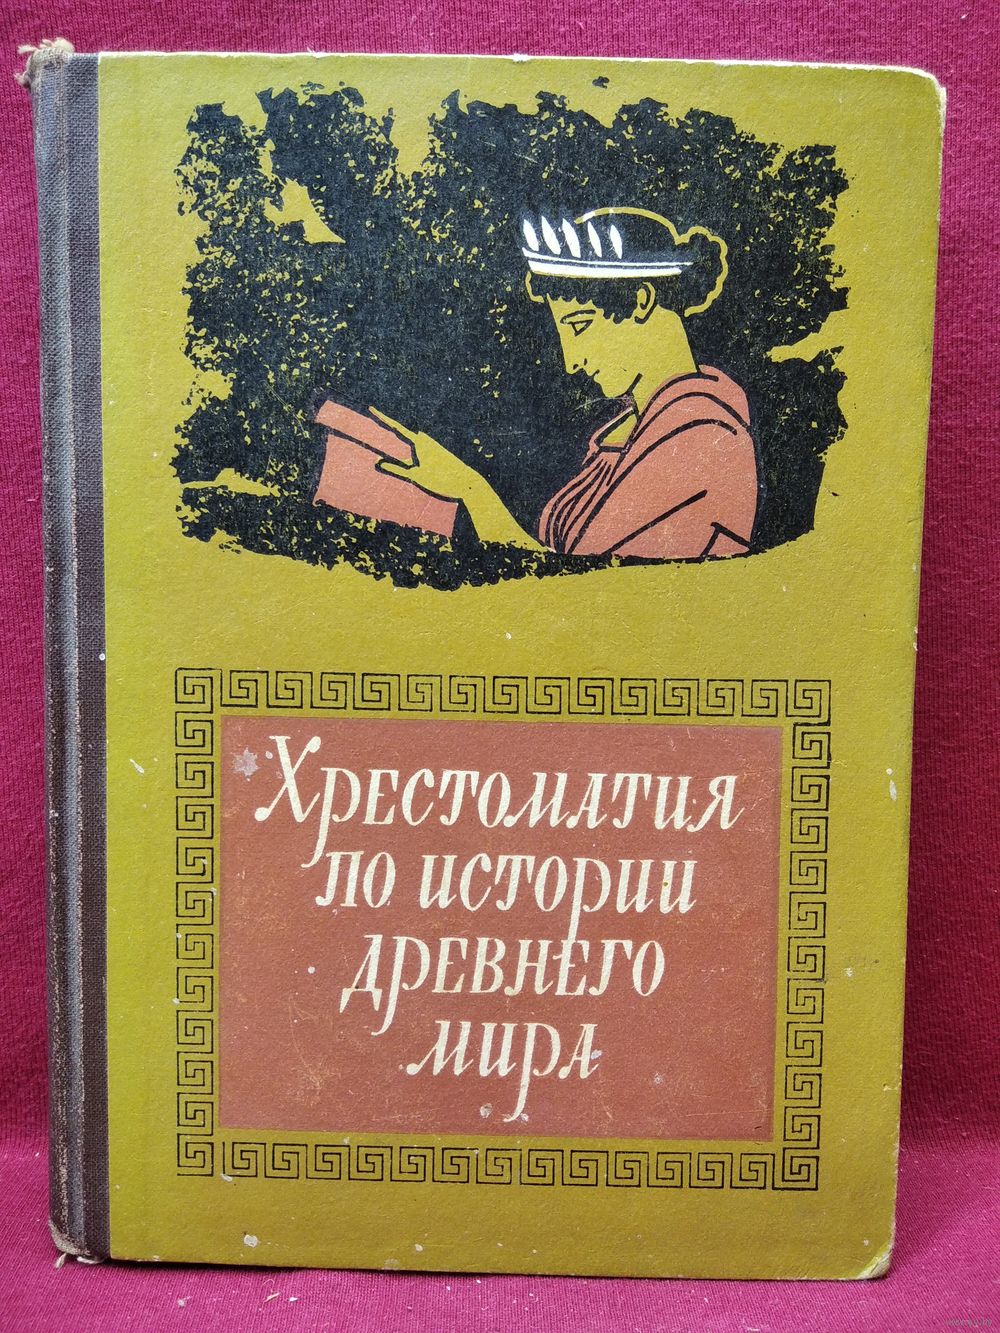 Хрестоматия
по истории
древнего
мира